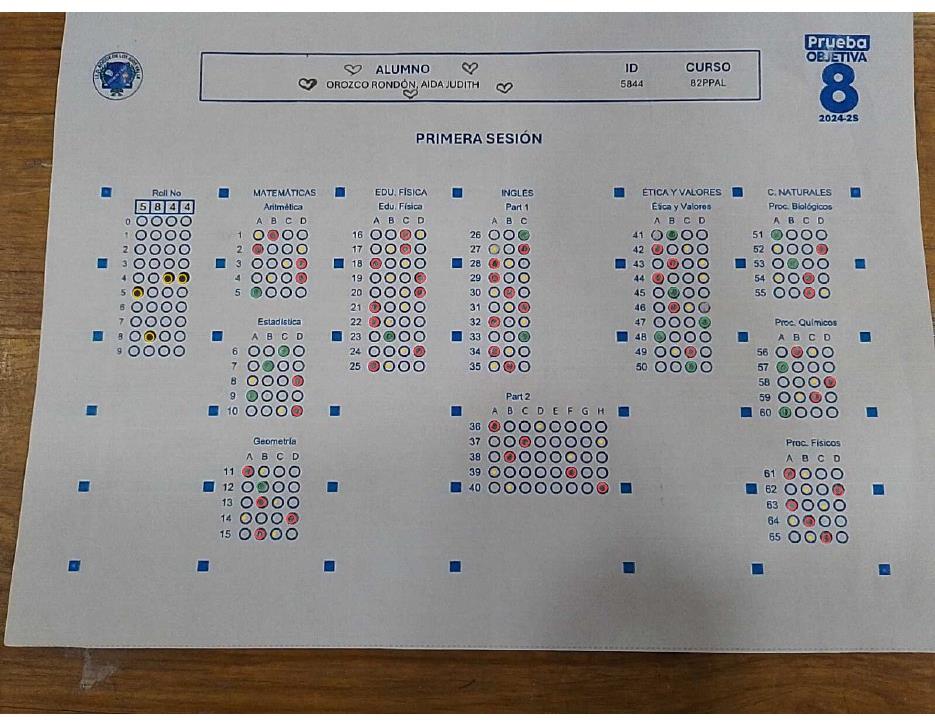 Prueba
OBJETIVA
8
2024-2S
ALUMNO ID CURSO
OROZCO RONDÓN, AIDA JUDITH 5844 82PPAL
PRIMERA SESIÓN
Roll No
5 8 4 4
0
1
2
3
4
5
6
7
8
9
MATEMÁTICAS
Aritmética
A B C D
1
2
3
4
5
Estadística
A B C D
6
7
8
9
10
Geometría
A B C D
11
12
13
14
15
EDU. FÍSICA
Edu. Física
A B C D
16
17
18
19
20
21
22
23
24
25
INGLÉS
Part 1
A B C
26
27
28
29
30
31
32
33
34
35
Part 2
A B C D E F G H
36
37
38
39
40
ÉTICA Y VALORES
Ética y Valores
A B C D
41
42
43
44
45
46
47
48
49
50
C. NATURALES
Proc. Biológicos
A B C D
51
52
53
54
55
Proc. Químicos
A B C D
56
57
58
59
60
Proc. Físicos
A B C D
61
62
63
64
65